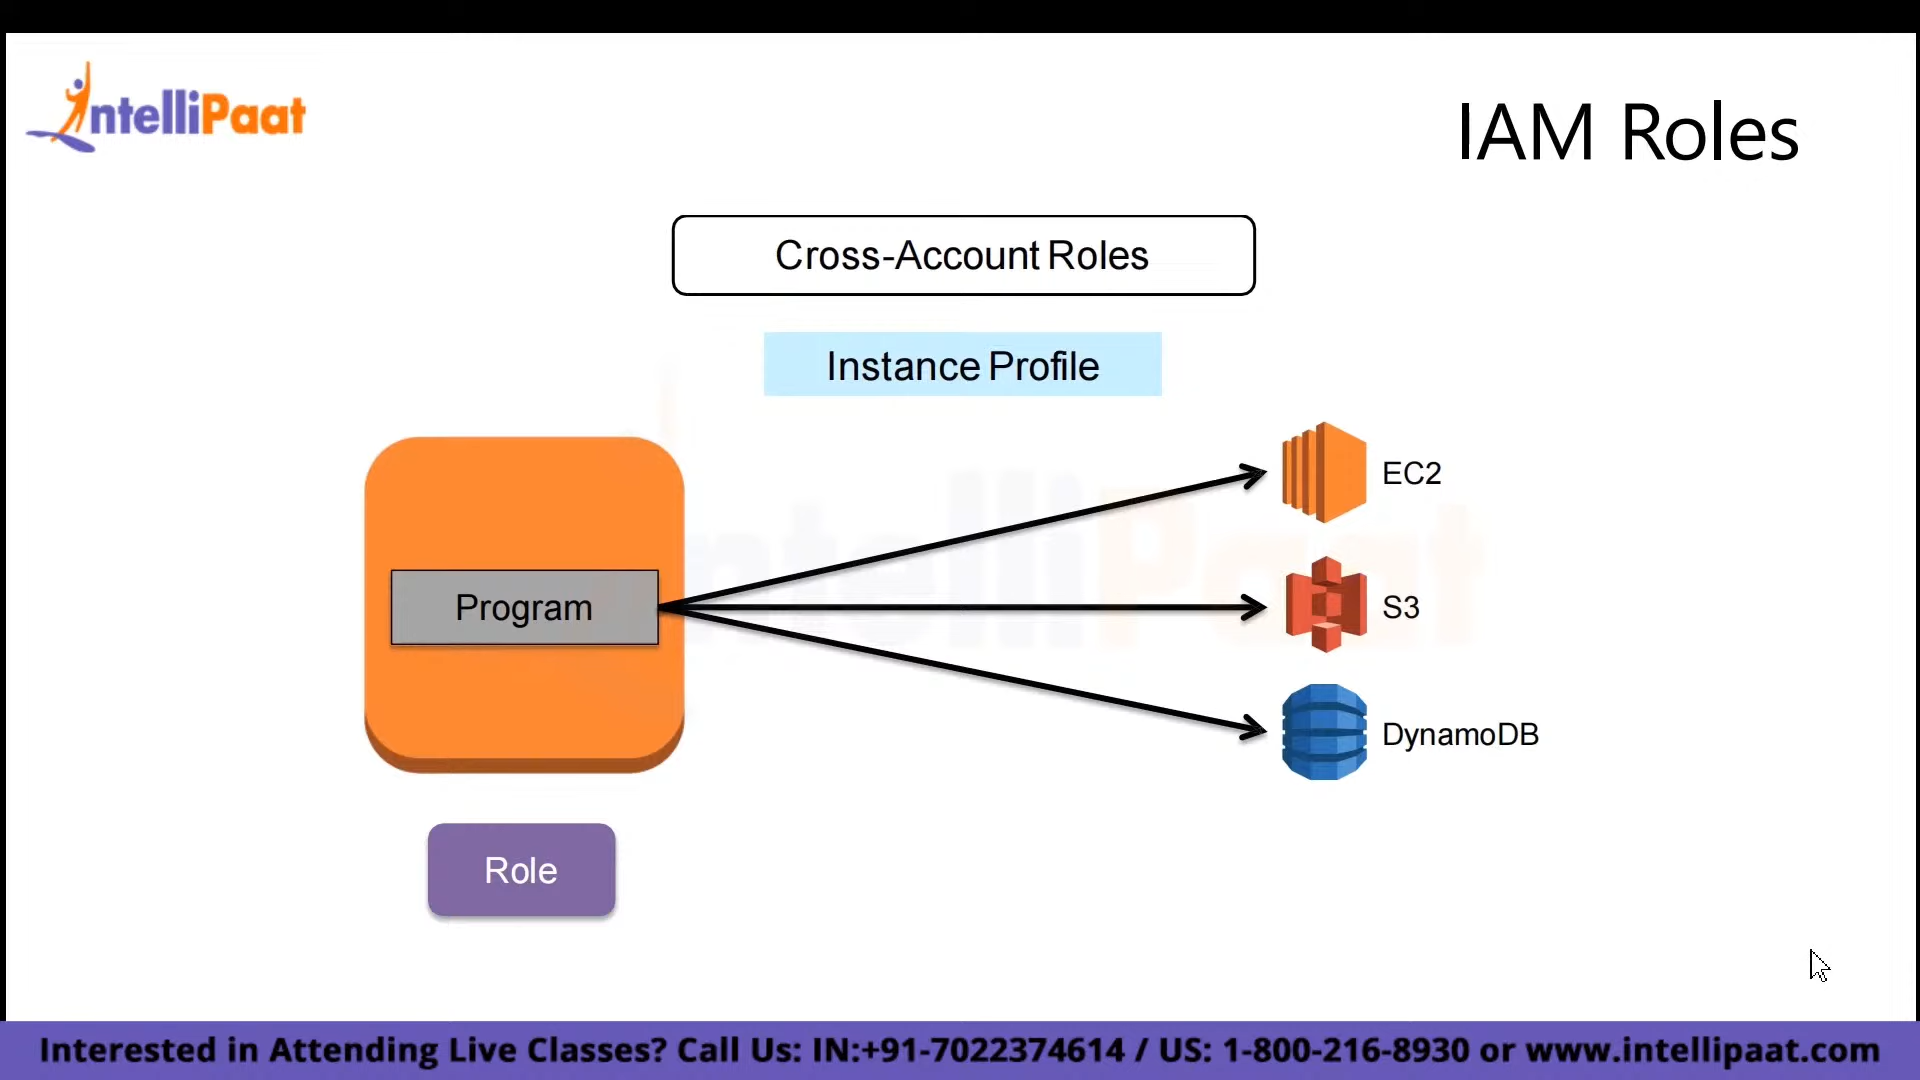 IntelliPaat
IAM Roles
Cross-Account Roles
Instance Profile
Program
EC2
S3
DynamoDB
Role
Interested in Attending Live Classes? Call Us: IN:+91-7022374614 / US: 1-800-216-8930 or www.intellipaat.com